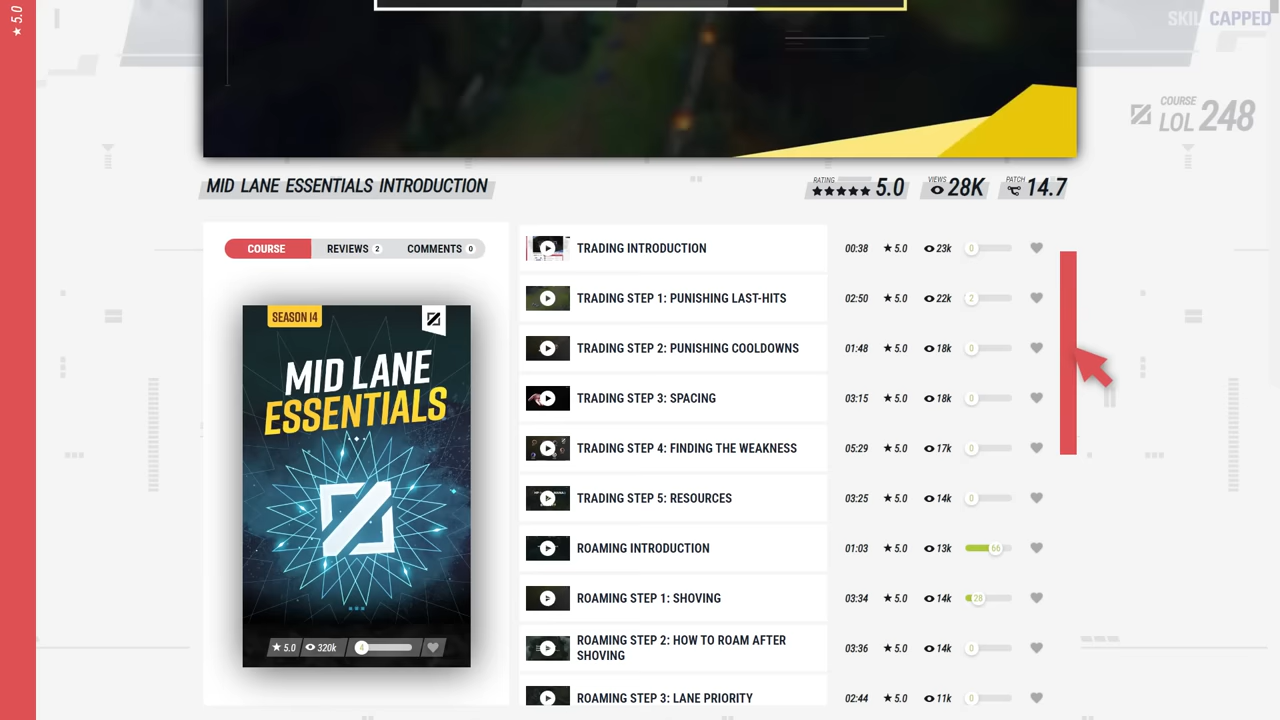 ★ 5.0
SKILL CAPPED
COURSE
LOL 248
MID LANE ESSENTIALS INTRODUCTION
RATING
★★★★★ 5.0
VIEWS
28K
PATCH
14.7
COURSE
REVIEWS 2
COMMENTS 0
SEASON 14
MID LANE
ESSENTIALS
★ 5.0 320k 4
TRADING INTRODUCTION 00:38 ★ 5.0 23k 0
TRADING STEP 1: PUNISHING LAST-HITS 02:50 ★ 5.0 22k 2
TRADING STEP 2: PUNISHING COOLDOWNS 01:48 ★ 5.0 18k 0
TRADING STEP 3: SPACING 03:15 ★ 5.0 18k 0
TRADING STEP 4: FINDING THE WEAKNESS 05:29 ★ 5.0 17k 0
TRADING STEP 5: RESOURCES 03:25 ★ 5.0 14k 0
ROAMING INTRODUCTION 01:03 ★ 5.0 13k 66
ROAMING STEP 1: SHOVING 03:34 ★ 5.0 14k 28
ROAMING STEP 2: HOW TO ROAM AFTER
SHOVING 03:36 ★ 5.0 14k 0
ROAMING STEP 3: LANE PRIORITY 02:44 ★ 5.0 11k 0